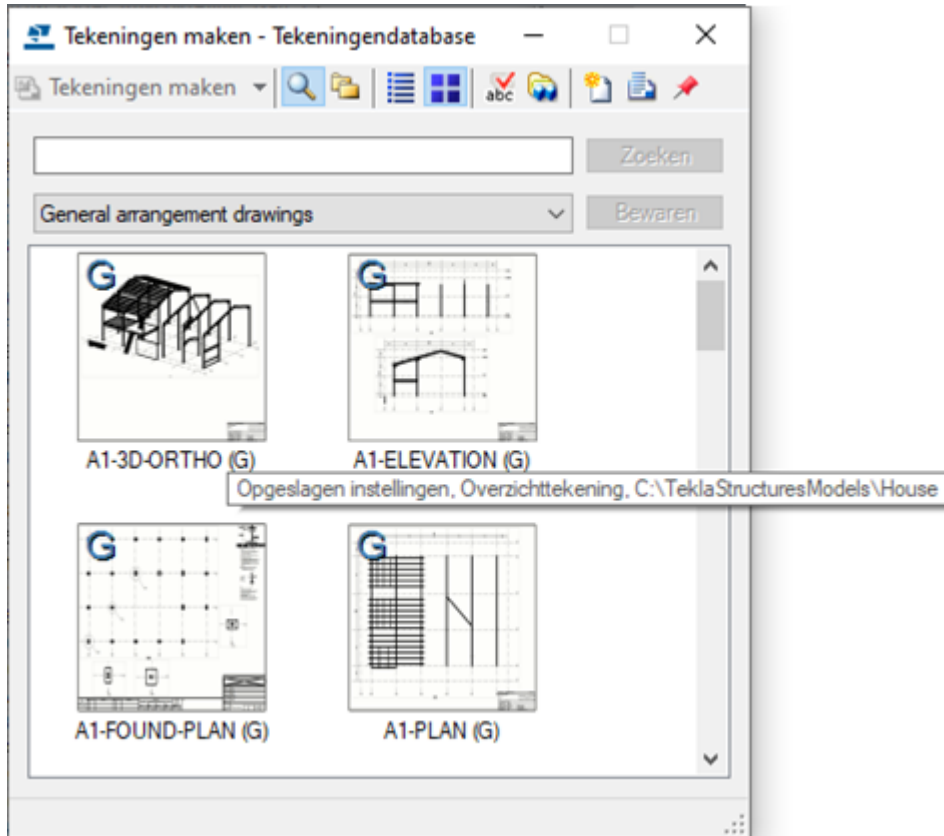 Tekeningen maken - Tekeningendatabase
Tekeningen maken
abc
Zoeken
General arrangement drawings
Bewaren
G
G
A1-3D-ORTHO (G)
A1-ELEVATION (G)
Opgeslagen instellingen, Overzichttekening, C:\TeklaStructuresModels\House
G
G
A1-FOUND-PLAN (G)
A1-PLAN (G)